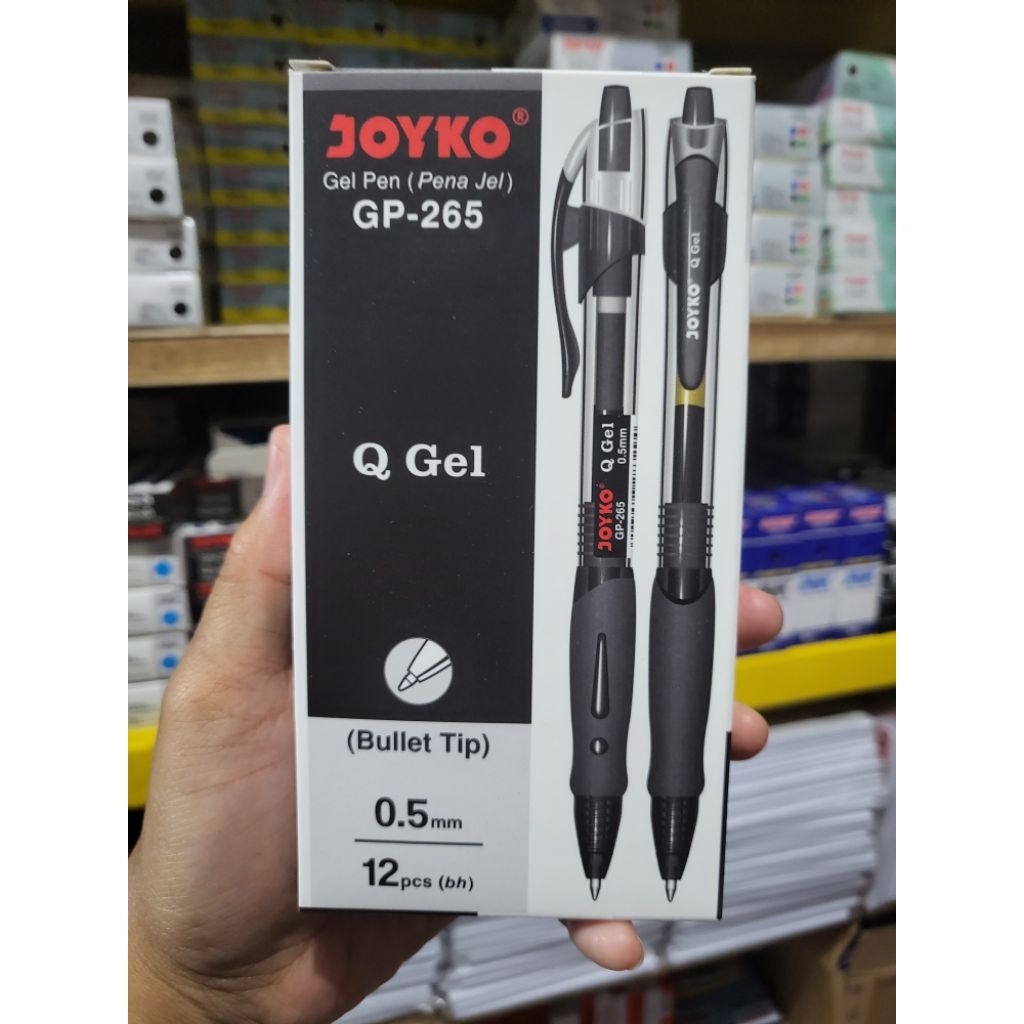 JOYKO®
Gel Pen (Pena Jel)
GP-265
Q Gel
(Bullet Tip)
0.5mm
12pcs (bh)
JOYKO Q Gel
GP-265 0.5mm
JOYKO® Q Gel